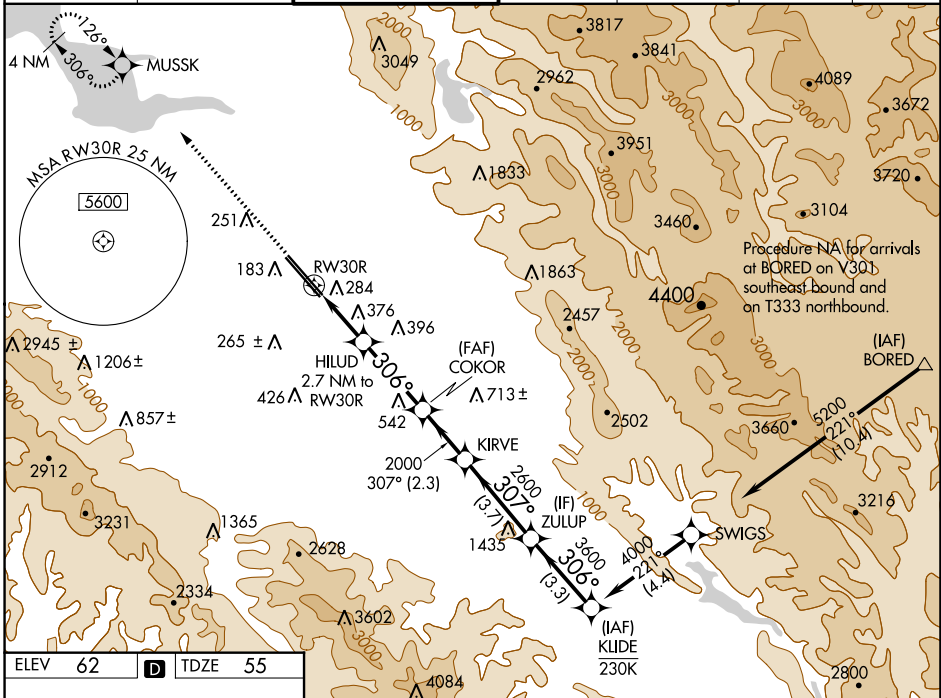 126°
4 NM
306°
MUSSK
2000
3049
1000
3817
3841
2962
4089
3000
3672
3951
3000
3720
1833
3460
3104
MSA RW30R 25 NM
5600
251
183
RW30R
284
376
396
265 ±
HILUD
2.7 NM to
RW30R
306°
(FAF)
COKOR
426
542
713±
1863
2457
2000
1000
2502
4400
3000
3660
Procedure NA for arrivals
at BORED on V301
southeast bound and
on T333 northbound.
(IAF)
BORED
5200
221°
(10.4)
2945 ±
1206±
857±
1000
2912
3231
1365
2334
2628
3602
3000
4084
KIRVE
2000
307° (2.3)
2600
307°
(3.7)
(IF)
ZULUP
1435
3600
306°
(3.3)
1000
4000
221°
(4.4)
SWIGS
3216
(IAF)
KLIDE
230K
2800
ELEV 62
D
TDZE 55